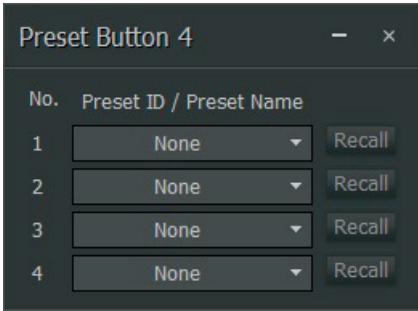 Preset Button 4
No. Preset ID / Preset Name
1 None Recall
2 None Recall
3 None Recall
4 None Recall